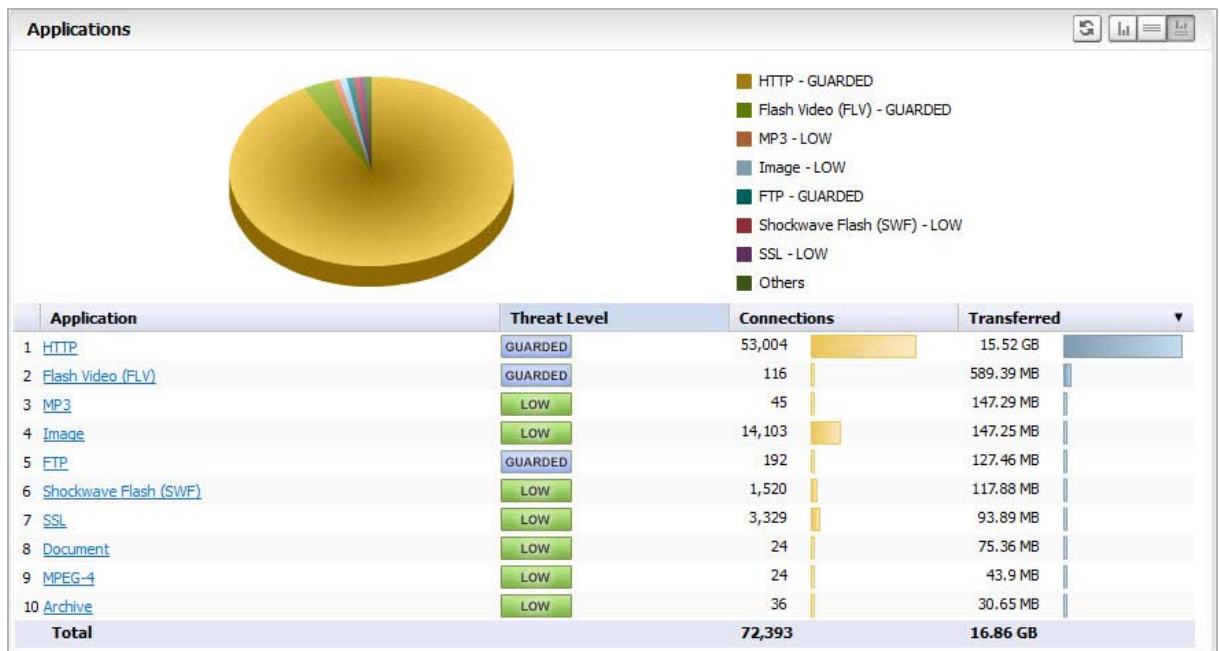 Applications
HTTP - GUARDED
Flash Video (FLV) - GUARDED
MP3 - LOW
Image - LOW
FTP - GUARDED
Shockwave Flash (SWF) - LOW
SSL - LOW
Others
Application Threat Level Connections Transferred
1 HTTP GUARDED 53,004 15.52 GB
2 Flash Video (FLV) GUARDED 116 589.39 MB
3 MP3 LOW 45 147.29 MB
4 Image LOW 14,103 147.25 MB
5 FTP GUARDED 192 127.46 MB
6 Shockwave Flash (SWF) LOW 1,520 117.88 MB
7 SSL LOW 3,329 93.89 MB
8 Document LOW 24 75.36 MB
9 MPEG-4 LOW 24 43.9 MB
10 Archive LOW 36 30.65 MB
Total 72,393 16.86 GB